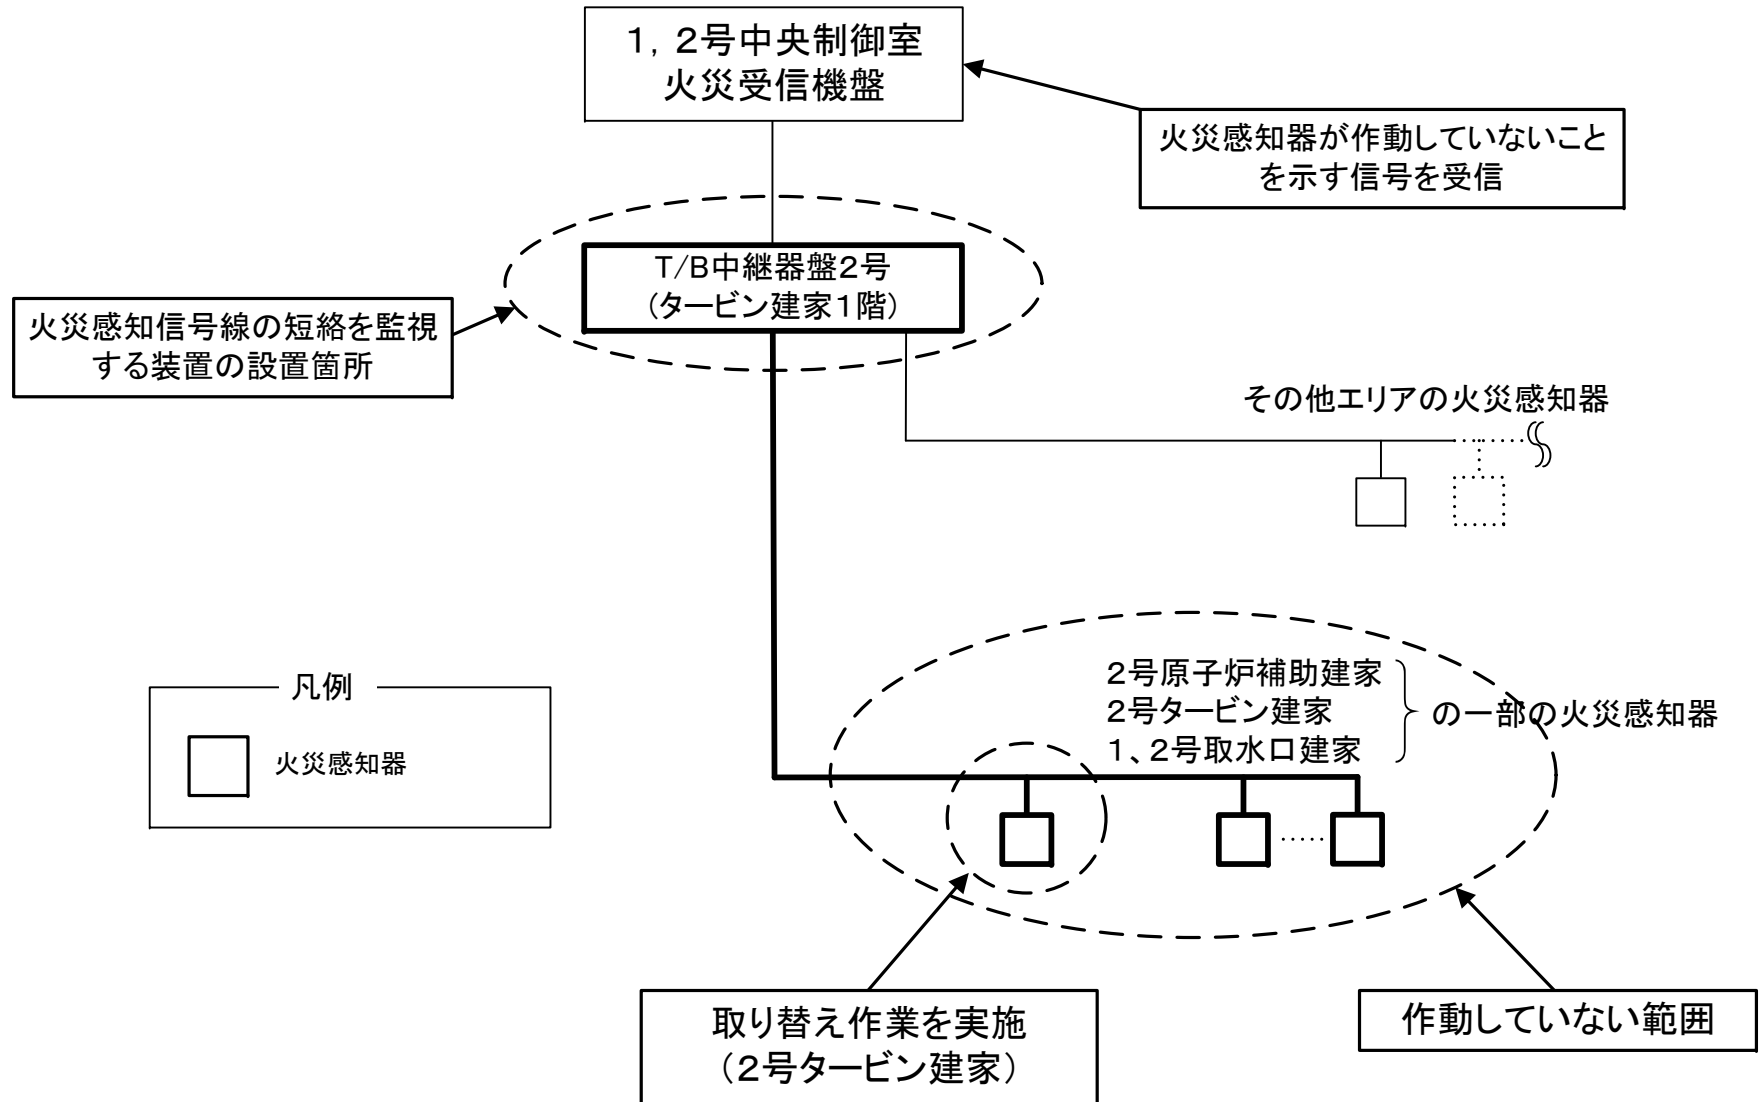 1，2号中央制御室
火災受信機盤
火災感知器が作動していないこと
を示す信号を受信
T/B中継器盤2号
(タービン建家1階)
火災感知信号線の短絡を監視
する装置の設置箇所
その他エリアの火災感知器
凡例
火災感知器
2号原子炉補助建家
2号タービン建家
1、2号取水口建家
の一部の火災感知器
取り替え作業を実施
（2号タービン建家）
作動していない範囲